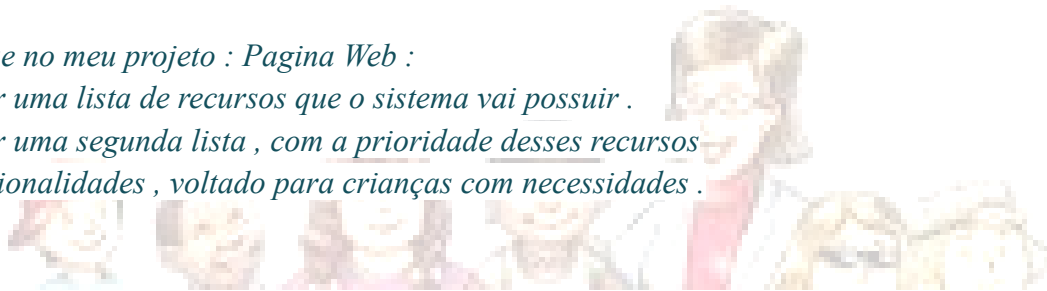 e no meu projeto : Pagina Web :
r uma lista de recursos que o sistema vai possuir .
r uma segunda lista , com a prioridade desses recursos
ionalidades , voltado para crianças com necessidades .